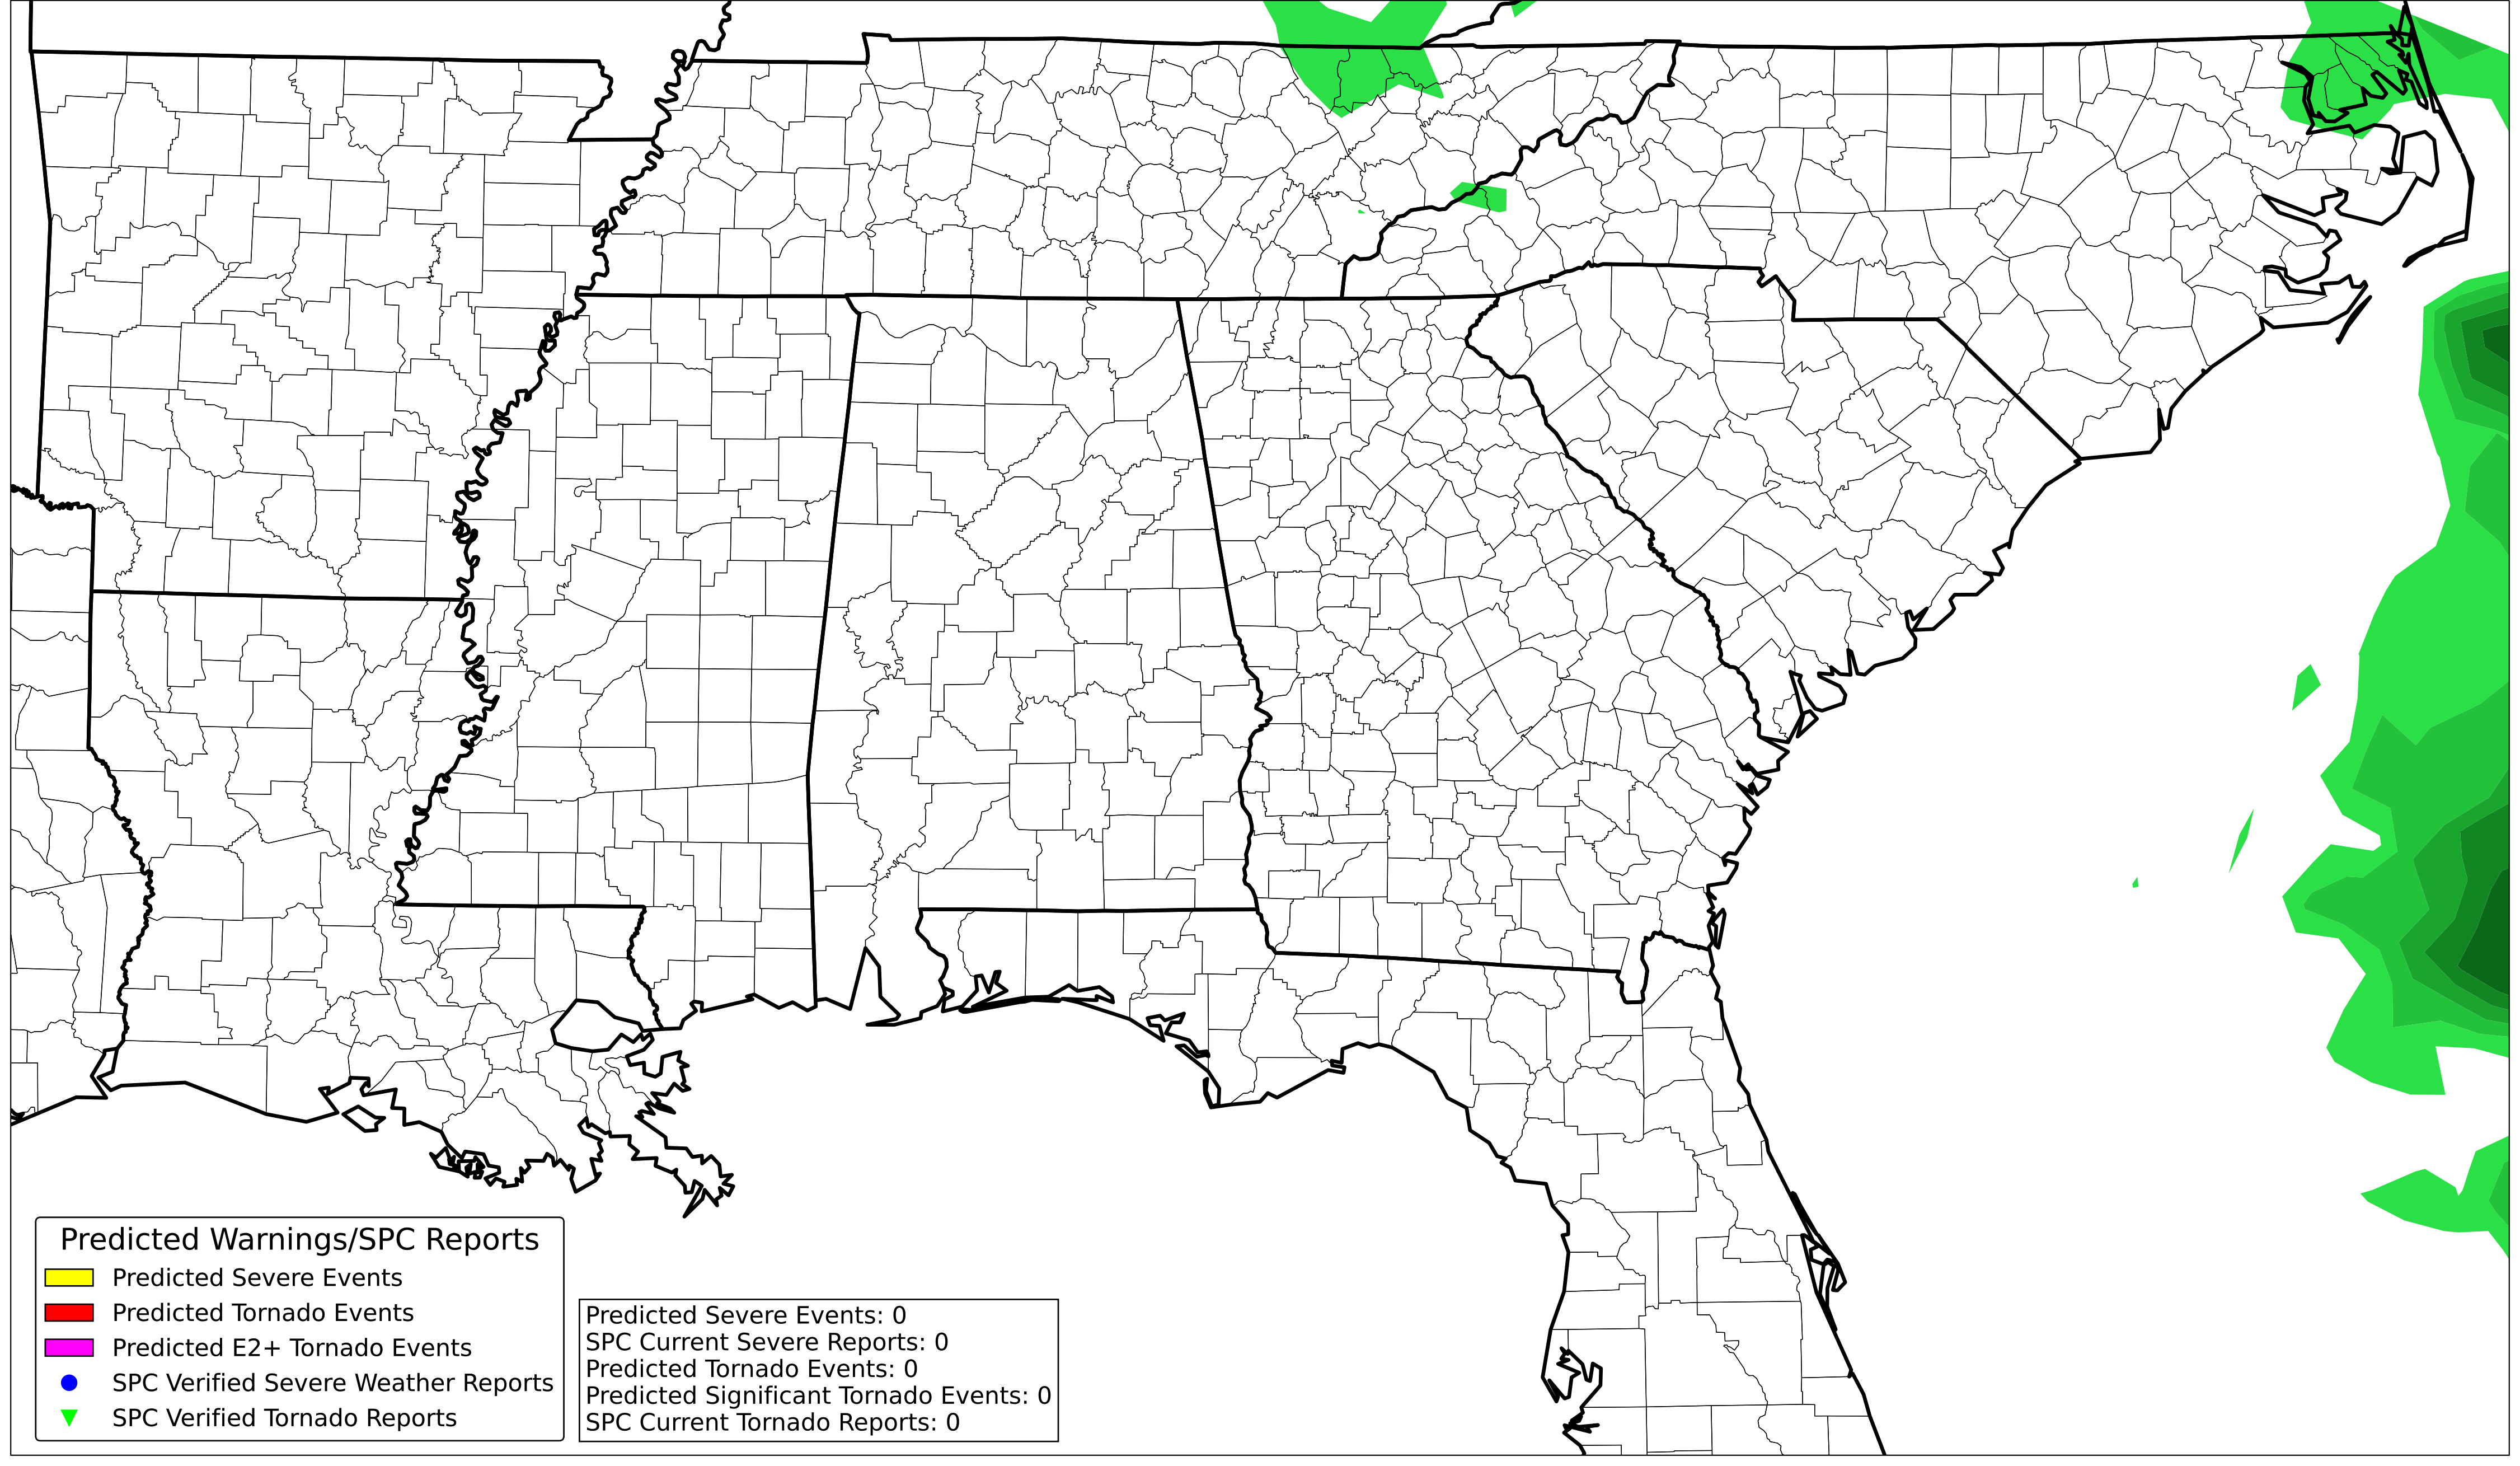 Predicted Warnings/SPC Reports
Predicted Severe Events
Predicted Tornado Events
Predicted E2+ Tornado Events
SPC Verified Severe Weather Reports
SPC Verified Tornado Reports
Predicted Severe Events: 0
SPC Current Severe Reports: 0
Predicted Tornado Events: 0
Predicted Significant Tornado Events: 0
SPC Current Tornado Reports: 0